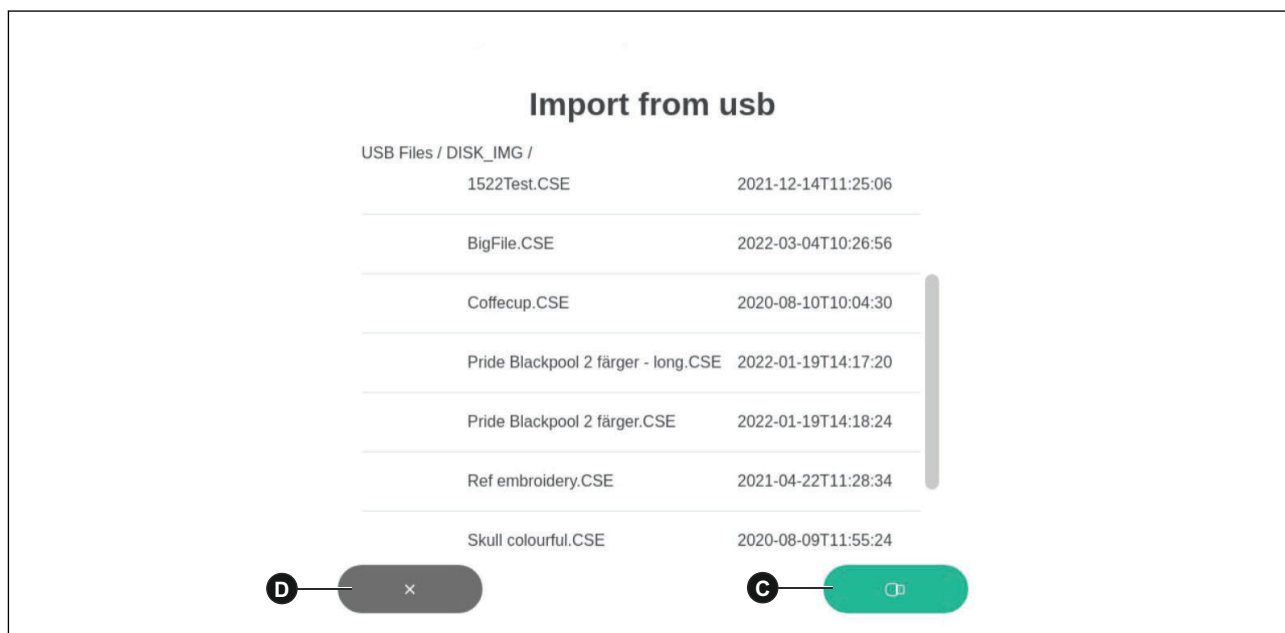 Import from usb
USB Files / DISK_IMG /
1522Test.CSE 2021-12-14T11:25:06
BigFile.CSE 2022-03-04T10:26:56
Coffecup.CSE 2020-08-10T10:04:30
Pride Blackpool 2 färger - long.CSE 2022-01-19T14:17:20
Pride Blackpool 2 färger.CSE 2022-01-19T14:18:24
Ref embroidery.CSE 2021-04-22T11:28:34
Skull colourful.CSE 2020-08-09T11:55:24
D C